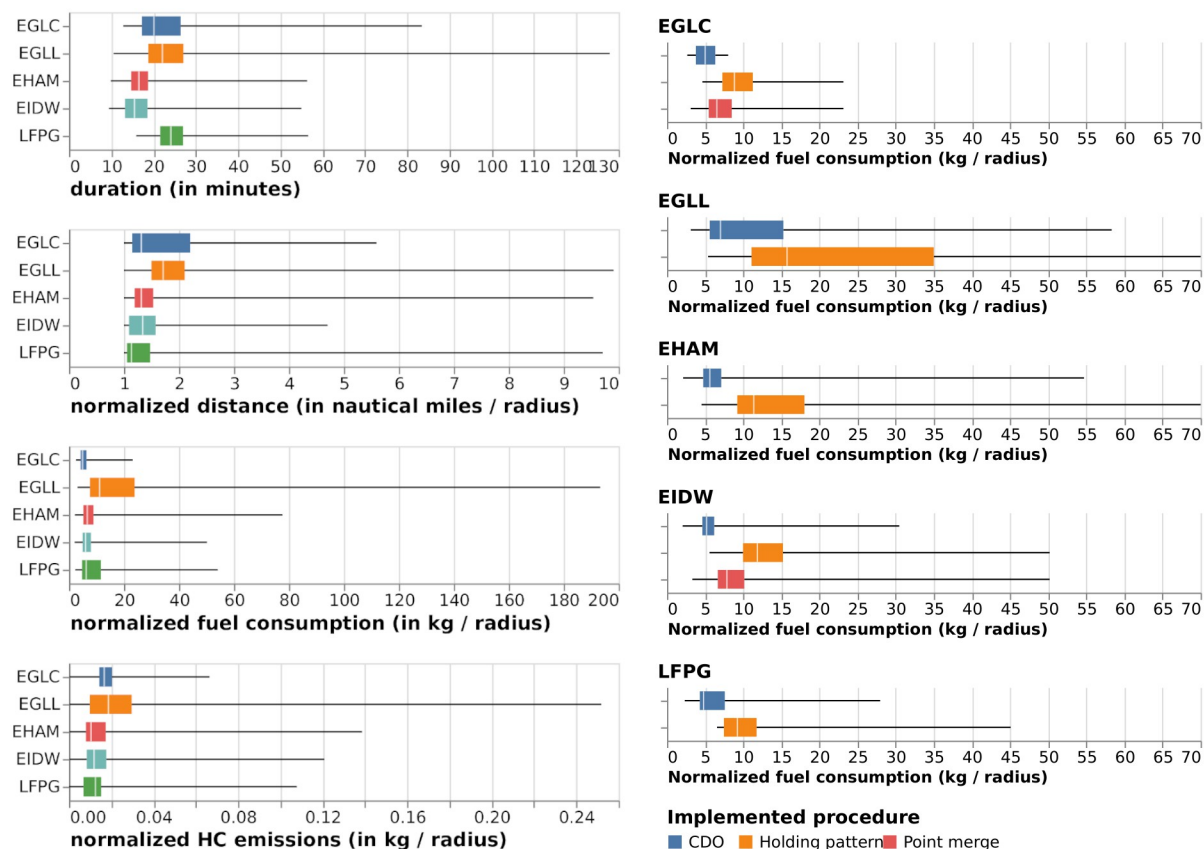 EGLC
EGLL
EHAM
EIDW
LFPG
0 10 20 30 40 50 60 70 80 90 100 110 120 130
duration (in minutes)
EGLC
EGLL
EHAM
EIDW
LFPG
0 1 2 3 4 5 6 7 8 9 10
normalized distance (in nautical miles / radius)
EGLC
EGLL
EHAM
EIDW
LFPG
0 20 40 60 80 100 120 140 160 180 200
normalized fuel consumption (in kg / radius)
EGLC
EGLL
EHAM
EIDW
LFPG
0.00 0.04 0.08 0.12 0.16 0.20 0.24
normalized HC emissions (in kg / radius)
EGLC
0 5 10 15 20 25 30 35 40 45 50 55 60 65 70
Normalized fuel consumption (kg / radius)
EGLL
0 5 10 15 20 25 30 35 40 45 50 55 60 65 70
Normalized fuel consumption (kg / radius)
EHAM
0 5 10 15 20 25 30 35 40 45 50 55 60 65 70
Normalized fuel consumption (kg / radius)
EIDW
0 5 10 15 20 25 30 35 40 45 50 55 60 65 70
Normalized fuel consumption (kg / radius)
LFPG
0 5 10 15 20 25 30 35 40 45 50 55 60 65 70
Normalized fuel consumption (kg / radius)
Implemented procedure
CDO Holding pattern Point merge